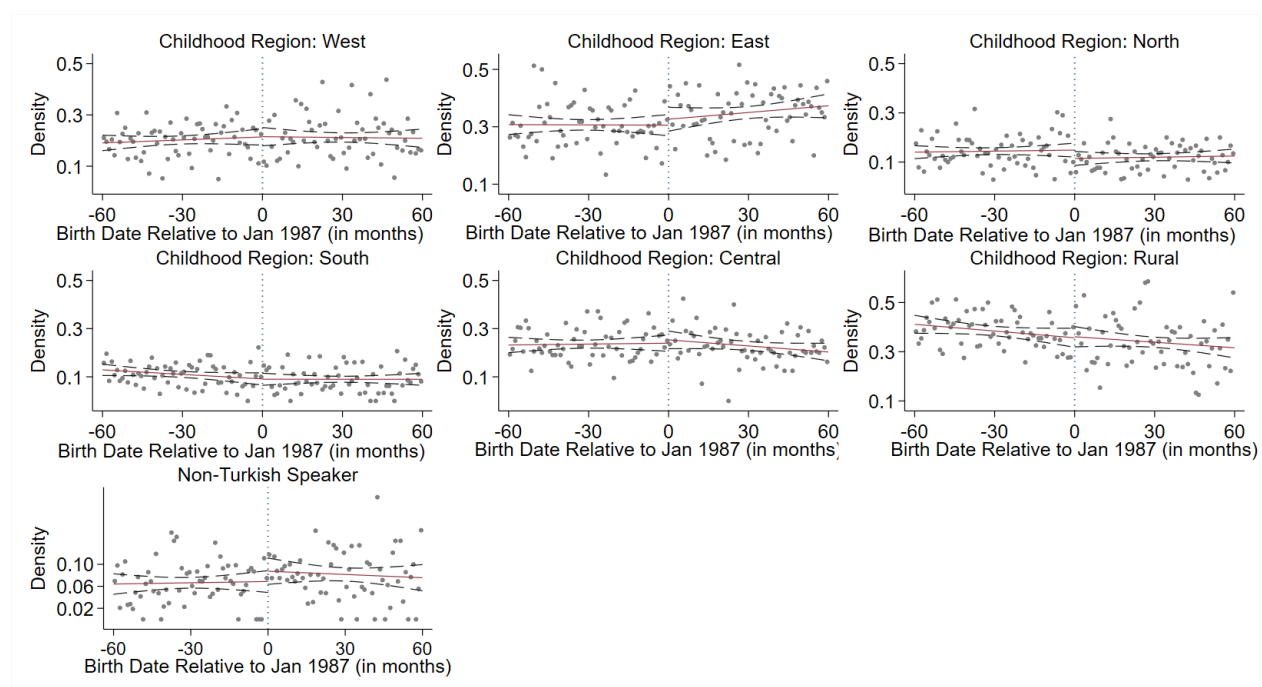 Childhood Region: West
Density
0.5
0.3
0.1
-60 -30 0 30 60
Birth Date Relative to Jan 1987 (in months)
Childhood Region: East
Density
0.5
0.3
0.1
-60 -30 0 30 60
Birth Date Relative to Jan 1987 (in months)
Childhood Region: North
Density
0.5
0.3
0.1
-60 -30 0 30 60
Birth Date Relative to Jan 1987 (in months)
Childhood Region: South
Density
0.5
0.3
0.1
-60 -30 0 30 60
Birth Date Relative to Jan 1987 (in months)
Childhood Region: Central
Density
0.5
0.3
0.1
-60 -30 0 30 60
Birth Date Relative to Jan 1987 (in months)
Childhood Region: Rural
Density
0.5
0.3
0.1
-60 -30 0 30 60
Birth Date Relative to Jan 1987 (in months)
Non-Turkish Speaker
Density
0.10
0.06
0.02
-60 -30 0 30 60
Birth Date Relative to Jan 1987 (in months)